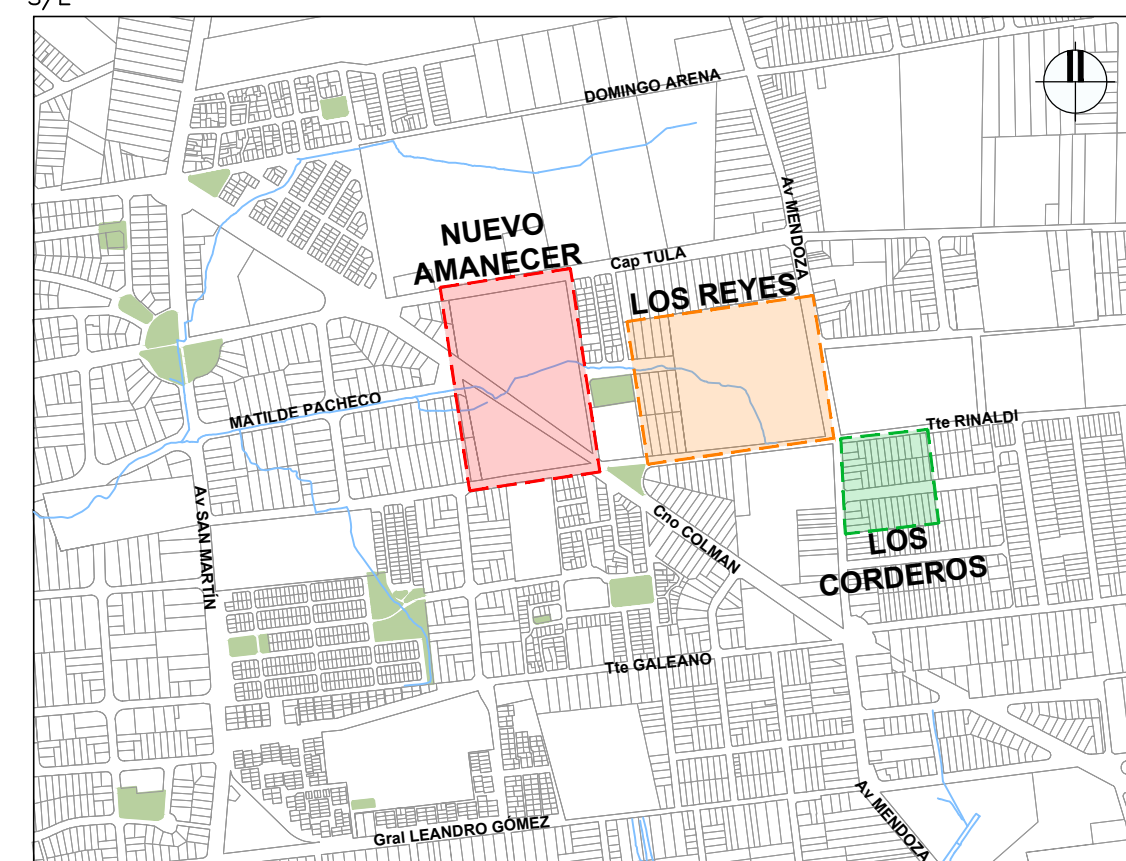 S/E
DOMINGO ARENA
Av MENDOZA
NUEVO
AMANECER
Cap TULA
LOS REYES
MATILDE PACHECO
Tte RINALDI
Av SAN MARTÍN
Cno COLMAN
LOS
CORDEROS
Tte GALEANO
Av MENDOZA
Gral LEANDRO GÓMEZ